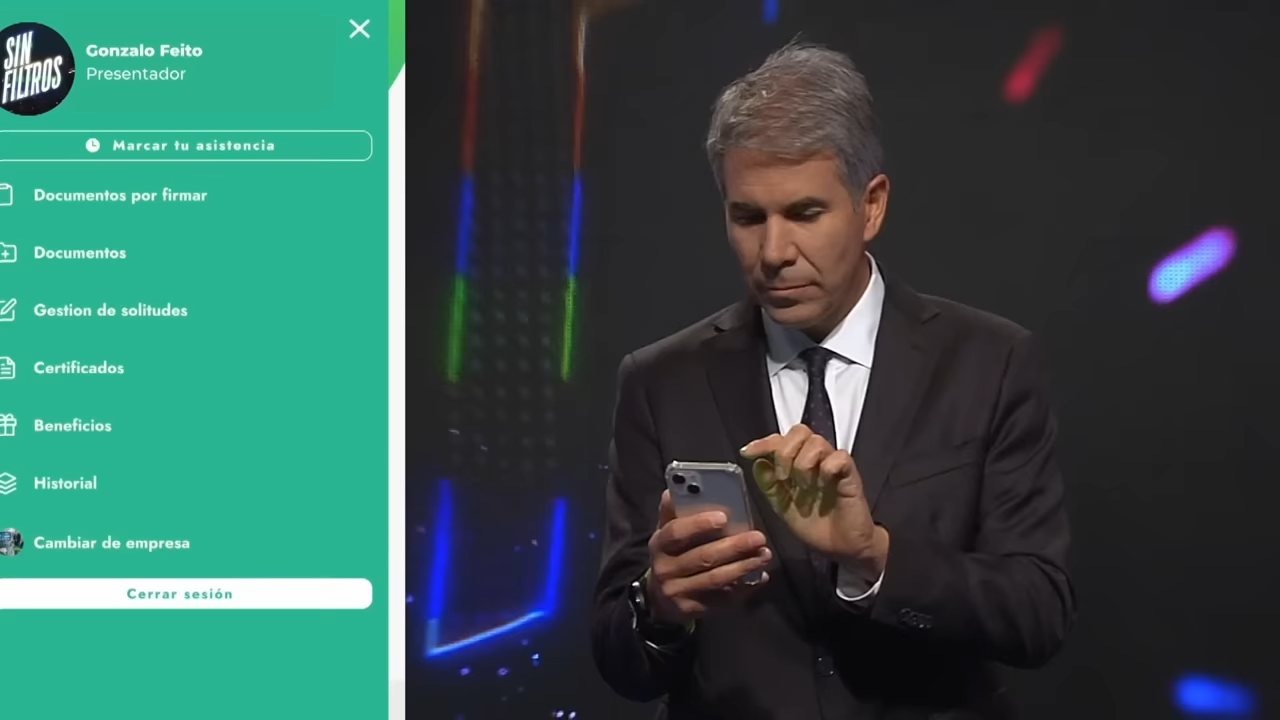 SIN
FILTROS
Gonzalo Feito
Presentador
Marcar tu asistencia
Documentos por firmar
Documentos
Gestion de solitudes
Certificados
Beneficios
Historial
Cambiar de empresa
Cerrar sesión